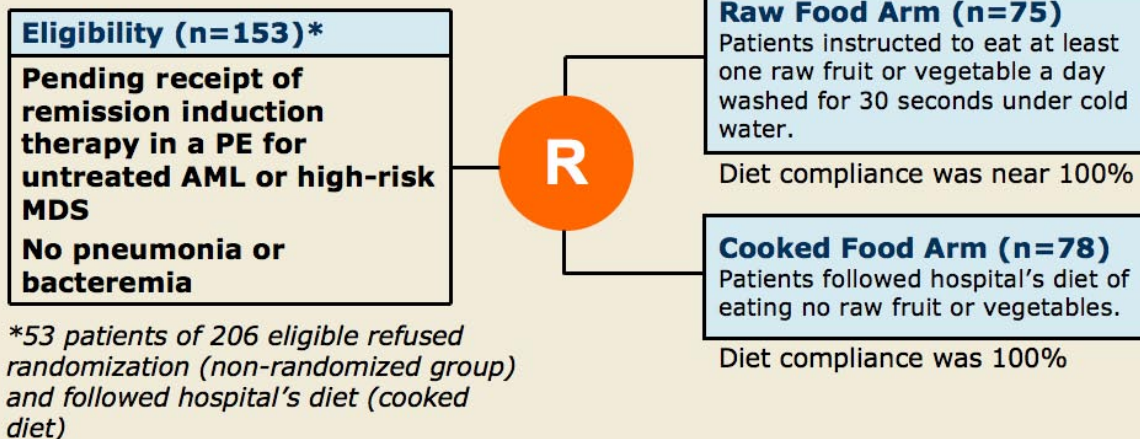 Eligibility (n=153)*
Pending receipt of
remission induction
therapy in a PE for
untreated AML or high-risk
MDS
No pneumonia or
bacteremia
*53 patients of 206 eligible refused
randomization (non-randomized group)
and followed hospital's diet (cooked
diet)
R
Raw Food Arm (n=75)
Patients instructed to eat at least
one raw fruit or vegetable a day
washed for 30 seconds under cold
water.
Diet compliance was near 100%
Cooked Food Arm (n=78)
Patients followed hospital's diet of
eating no raw fruit or vegetables.
Diet compliance was 100%